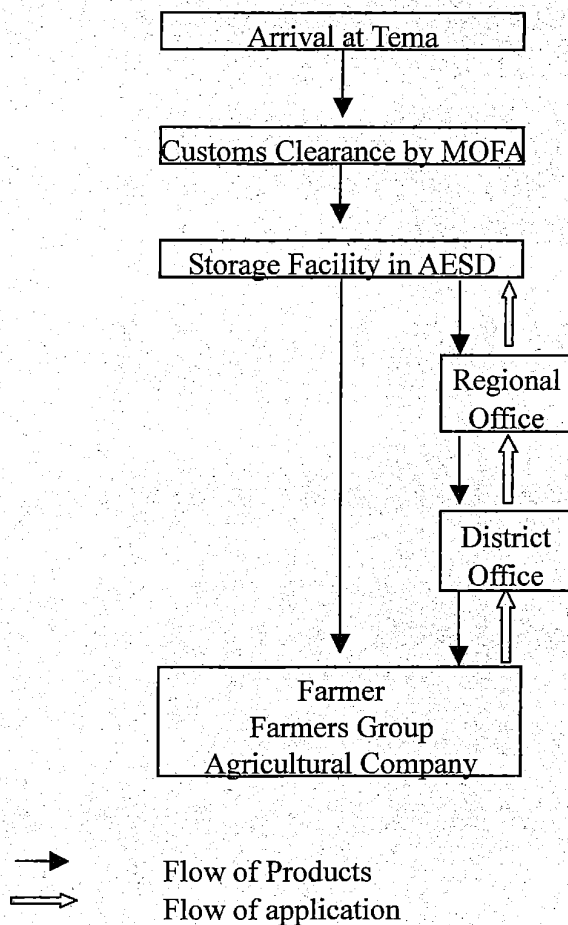 Arrival at Tema
Customs Clearance by MOFA
Storage Facility in AESD
Regional
Office
District
Office
Farmer
Farmers Group
Agricultural Company
Flow of Products
Flow of application